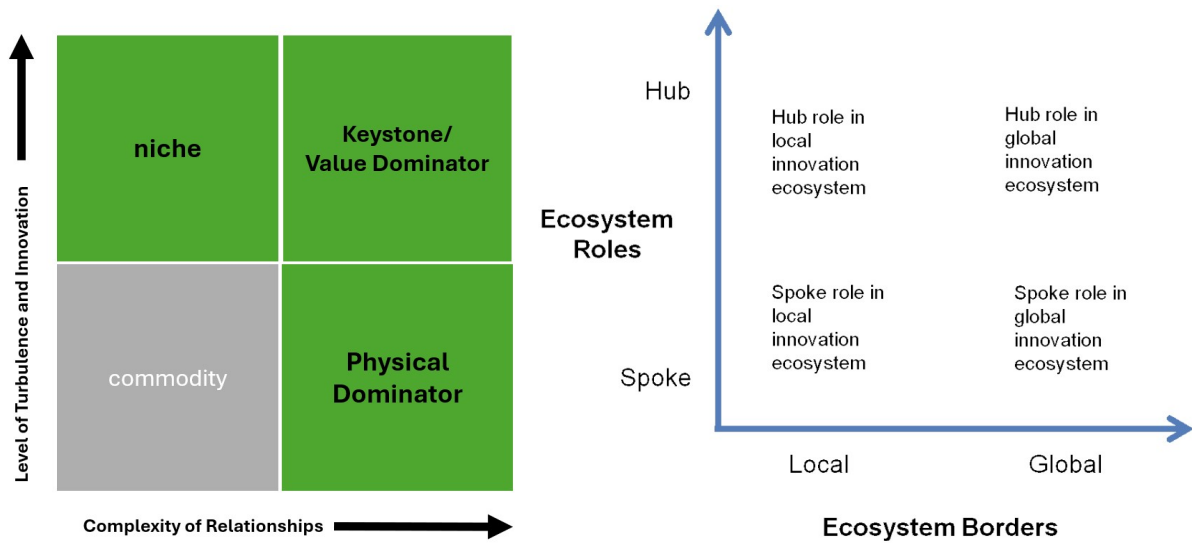 Level of Turbulence and Innovation
niche
Keystone/
Value Dominator
commodity
Physical
Dominator
Complexity of Relationships
Ecosystem
Roles
Hub
Spoke
Hub role in
local
innovation
ecosystem
Hub role in
global
innovation
ecosystem
Spoke role in
local
innovation
ecosystem
Spoke role in
global
innovation
ecosystem
Local
Global
Ecosystem Borders